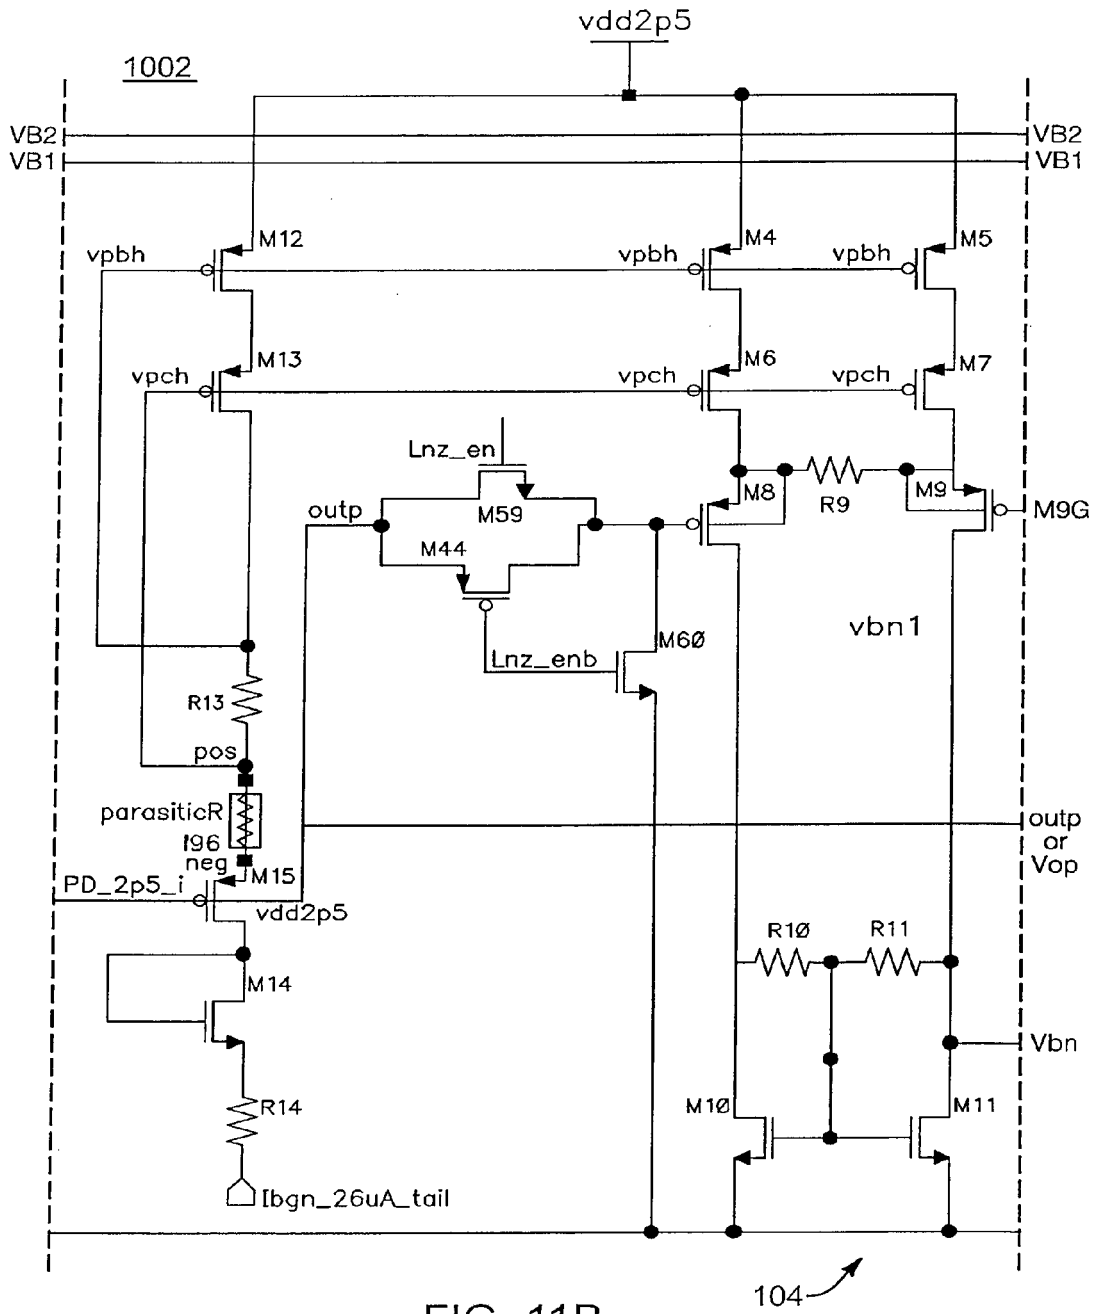 vdd2p5
1002
VB2 VB2
VB1 VB1
M12 M4 M5
vpbh vpbh vpbh
M13 M6 M7
vpch vpch vpch
Lnz_en
M59
outp
M44
M8
R9
M9
M9G
vbn1
M60
Lnz_enb
R13
pos
parasiticR
I96
neg
outp
or
Vop
M15
PD_2p5_i
vdd2p5
R10 R11
M14
Vbn
R14
M10 M11
Ibgn_26uA_tail
104
FIG. 11B